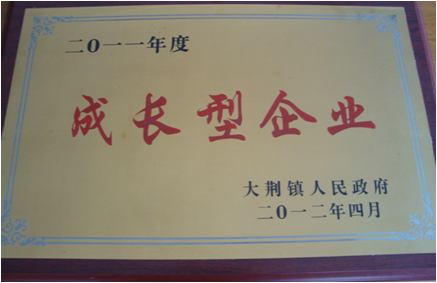 二〇一一年度
成长型企业
大荆镇人民政府
二〇一二年四月